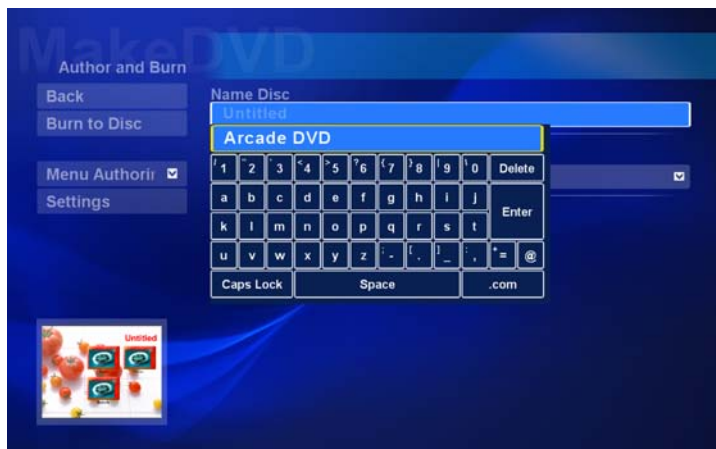 MakeDVD
Author and Burn
Back
Burn to Disc
Menu Authorin
Settings
Name Disc
Untitled
Arcade DVD
/ 1 " 2 ' 3 < 4 > 5 ? 6 { 7 } 8 | 9 \ 0 Delete
a b c d e f g h i j
Enter
k l m n o p q r s t
u v w x y z ; - [ . ] _ : , * = @
Caps Lock Space .com
Untitled